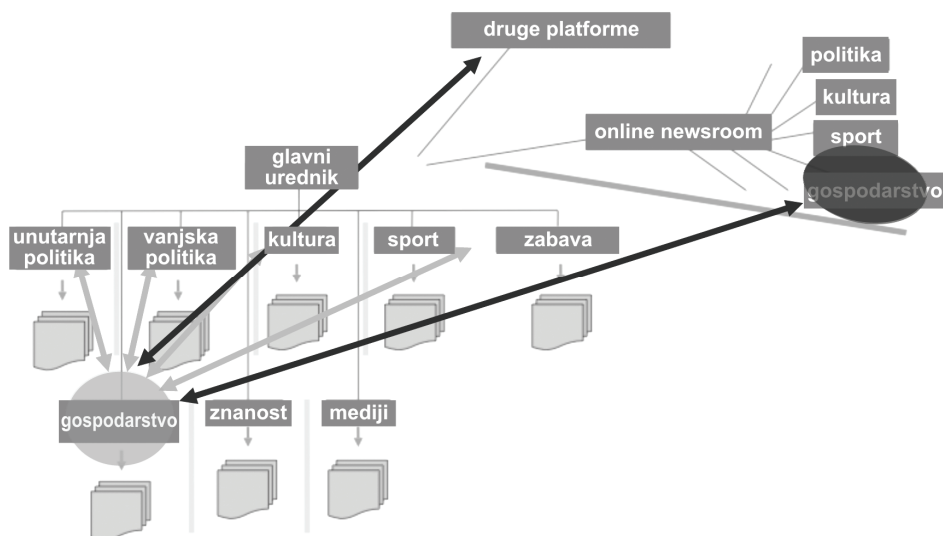 druge platforme
politika
kultura
online newsroom
sport
glavni
urednik
gospodarstvo
unutarnja
politika
vanjska
politika
kultura
sport
zabava
gospodarstvo
znanost
mediji